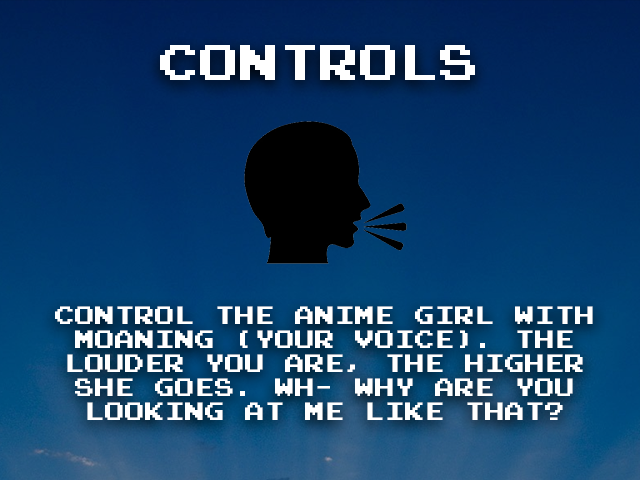 CONTROLS
CONTROL THE ANIME GIRL WITH
MOANING (YOUR VOICE). THE
LOUDER YOU ARE, THE HIGHER
SHE GOES. WH- WHY ARE YOU
LOOKING AT ME LIKE THAT?